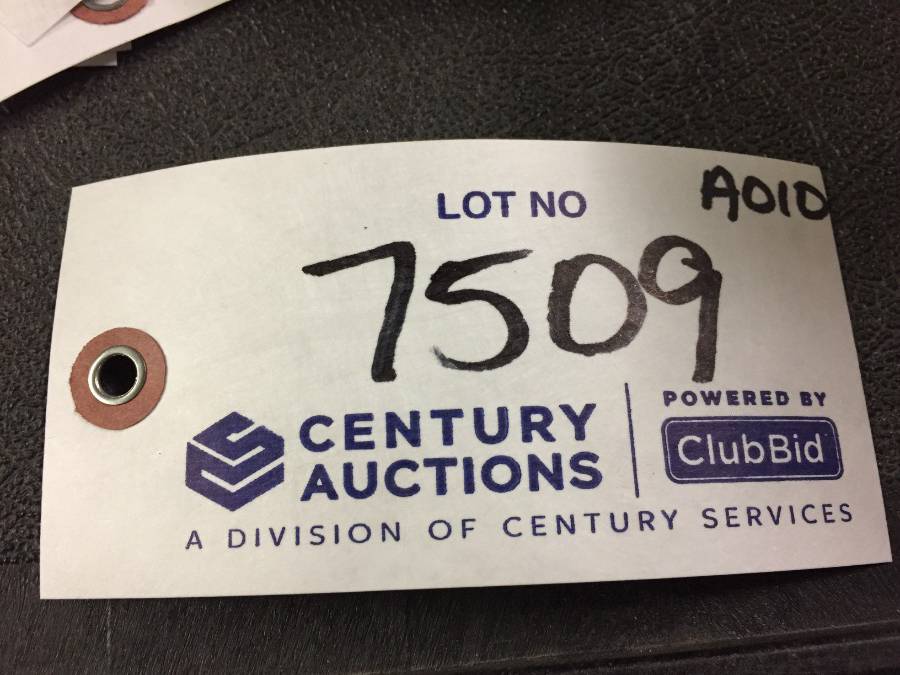 LOT NO
A010
7509
CENTURY
AUCTIONS
POWERED BY
ClubBid
A DIVISION OF CENTURY SERVICES